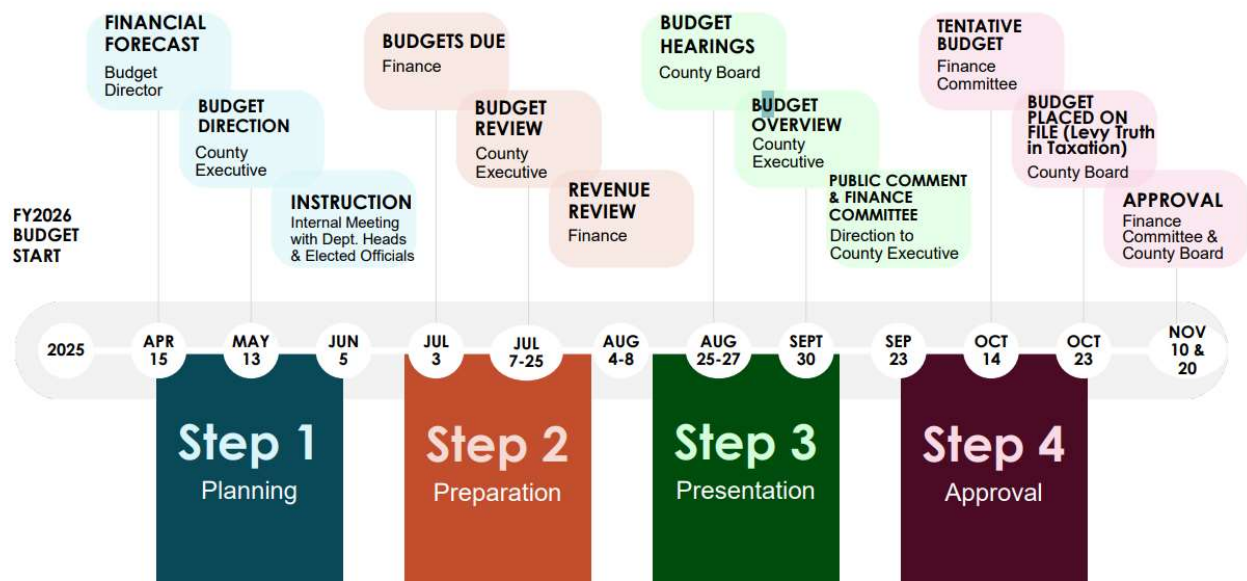 FINANCIAL
FORECAST
Budget
Director
BUDGET
DIRECTION
County
Executive
INSTRUCTION
Internal Meeting
with Dept. Heads
& Elected Officials
BUDGETS DUE
Finance
BUDGET
REVIEW
County
Executive
REVENUE
REVIEW
Finance
BUDGET
HEARINGS
County Board
BUDGET
OVERVIEW
County
Executive
PUBLIC COMMENT
& FINANCE
COMMITTEE
Direction to
County Executive
TENTATIVE
BUDGET
Finance
Committee
BUDGET
PLACED ON
FILE (Levy Truth
in Taxation)
County Board
APPROVAL
Finance
Committee &
County Board
FY2026
BUDGET
START
2025
APR
15
MAY
13
JUN
5
JUL
3
JUL
7-25
AUG
4-8
AUG
25-27
SEPT
30
SEP
23
OCT
14
OCT
23
NOV
10 &
20
Step 1
Planning
Step 2
Preparation
Step 3
Presentation
Step 4
Approval